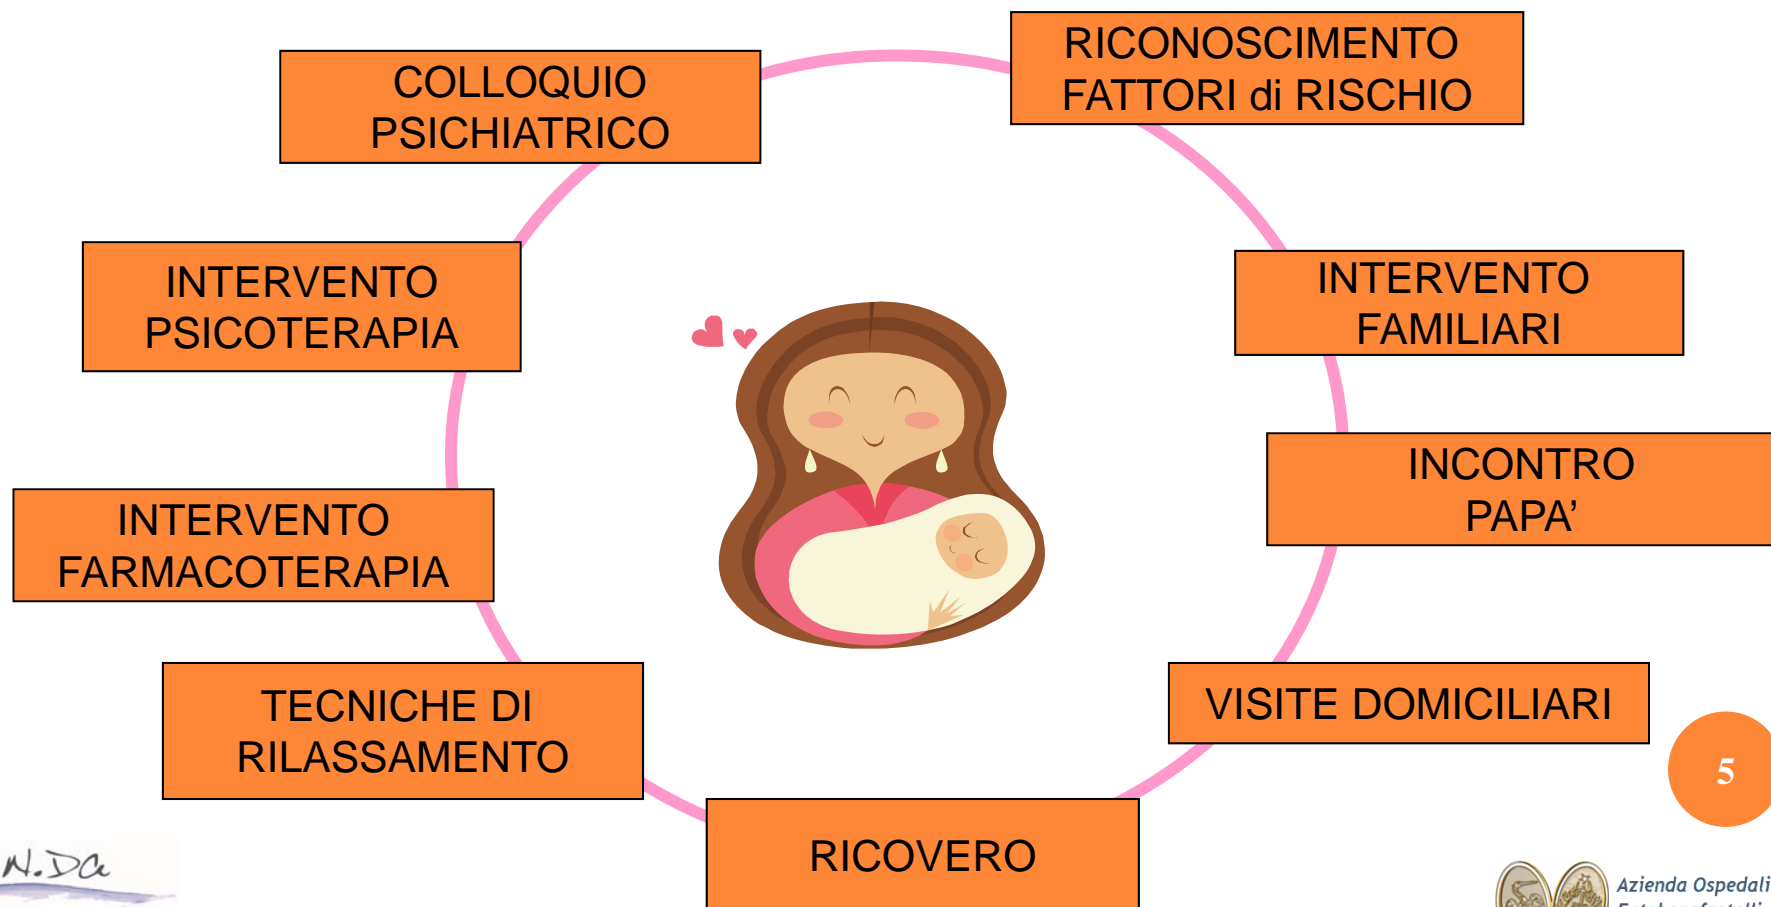 COLLOQUIO
PSICHIATRICO
RICONOSCIMENTO
FATTORI di RISCHIO
INTERVENTO
PSICOTERAPIA
INTERVENTO
FAMILIARI
INTERVENTO
FARMACOTERAPIA
INCONTRO
PAPA’
TECNICHE DI
RILASSAMENTO
VISITE DOMICILIARI
5
RICOVERO
N.Da
Azienda Ospedali